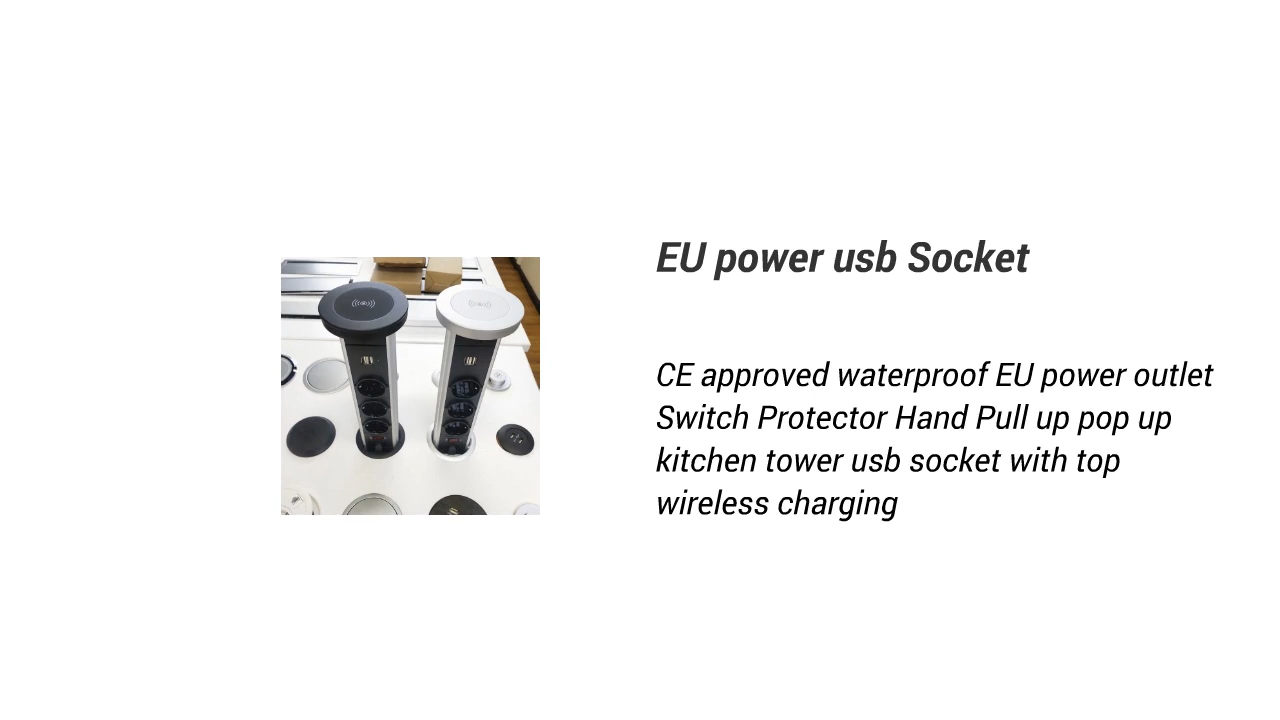 EU power usb Socket
CE approved waterproof EU power outlet
Switch Protector Hand Pull up pop up
kitchen tower usb socket with top
wireless charging